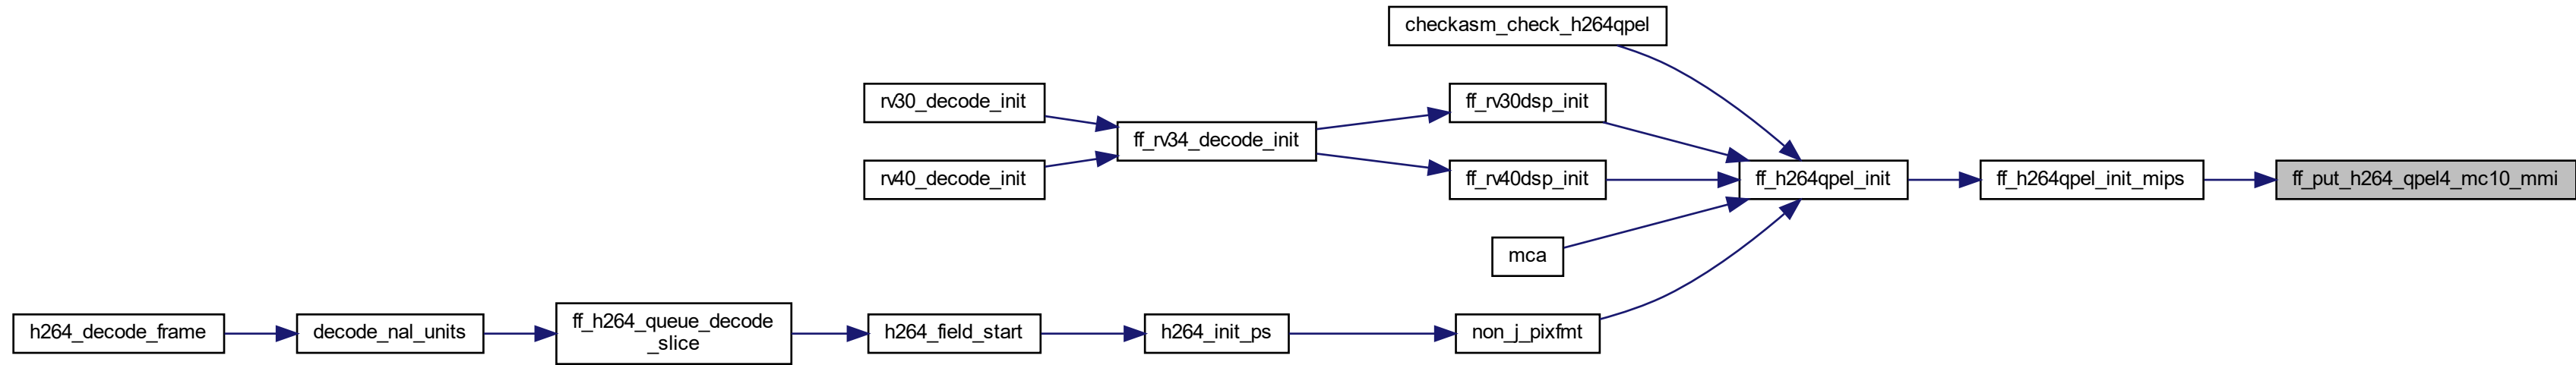 checkasm_check_h264qpel
rv30_decode_init
ff_rv30dsp_init
ff_rv34_decode_init
rv40_decode_init
ff_rv40dsp_init
ff_h264qpel_init
ff_h264qpel_init_mips
ff_put_h264_qpel4_mc10_mmi
mca
h264_decode_frame
decode_nal_units
ff_h264_queue_decode
_slice
h264_field_start
h264_init_ps
non_j_pixfmt